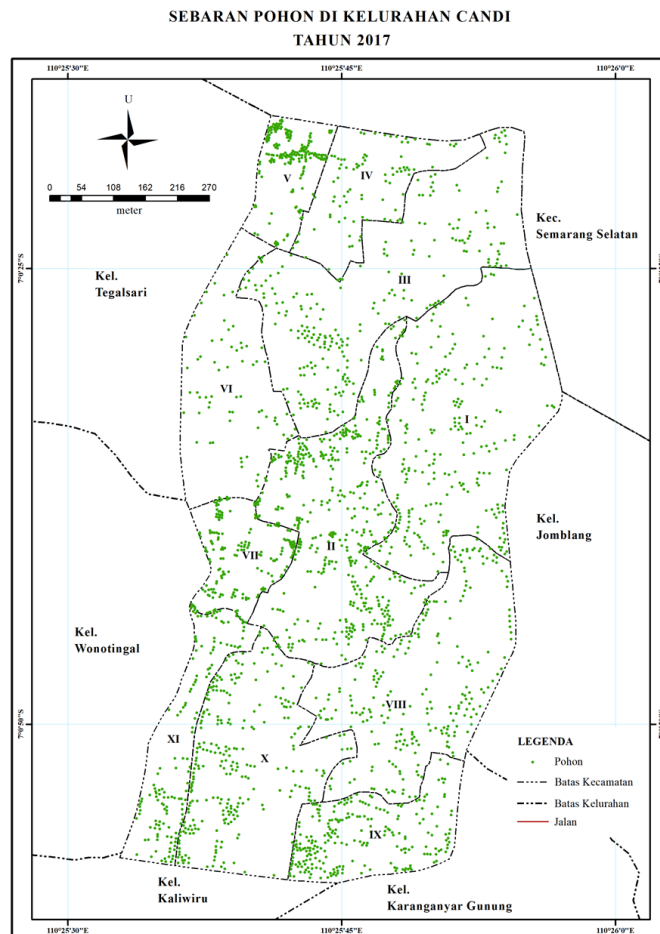 SEBARAN POHON DI KELURAHAN CANDI
TAHUN 2017
110°25'30"E
110°25'45"E
110°26'0"E
U
0 54 108 162 216 270
meter
V
IV
Kec.
Semarang Selatan
7°0'25"S
Kel.
Tegalsari
III
VI
I
Kel.
Jomblang
VII
II
Kel.
Wonotingal
VIII
7°0'50"S
XI
X
LEGENDA
Pohon
Batas Kecamatan
Batas Kelurahan
Jalan
IX
Kel.
Kaliwiru
Kel.
Karanganyar Gunung
110°25'30"E
110°25'45"E
110°26'0"E